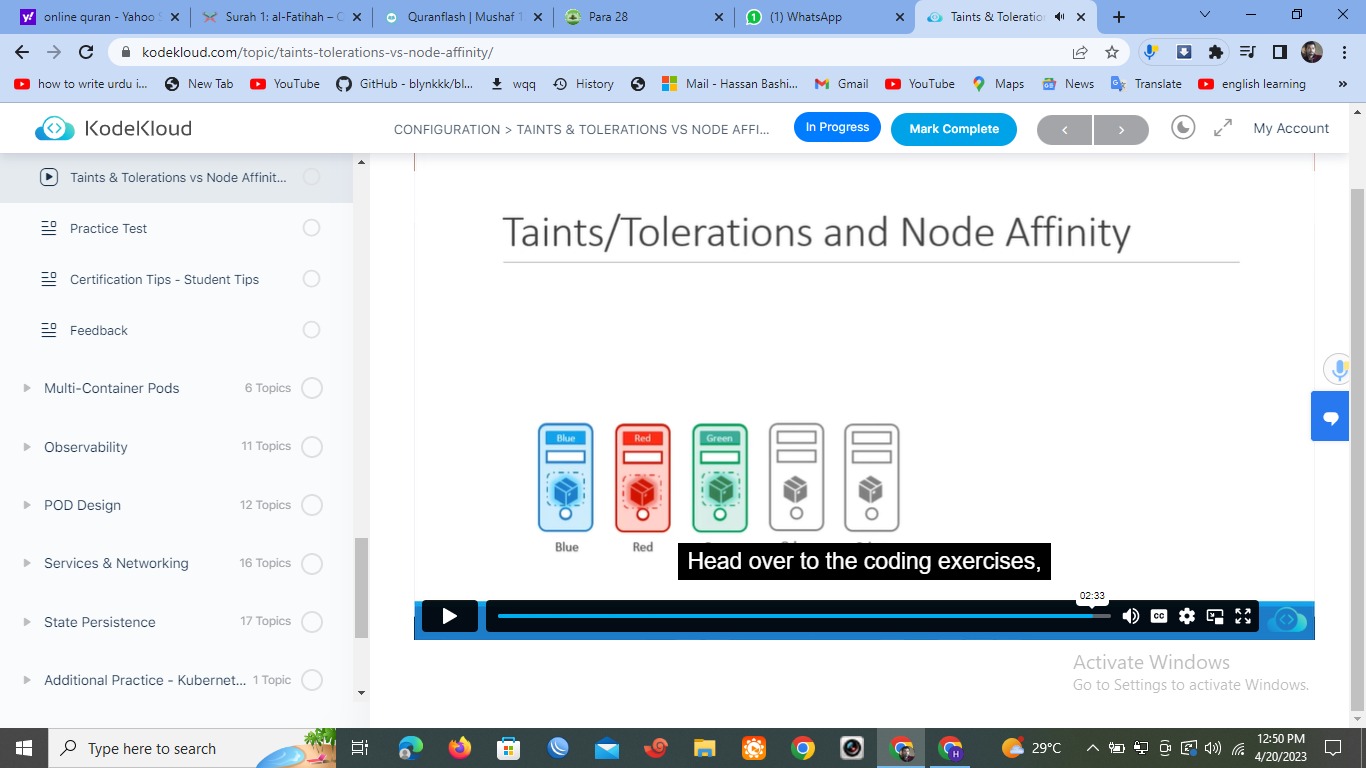 online quran - Yahoo S
Surah 1: al-Fatihah – C
Quranflash | Mushaf 1
Para 28
(1) WhatsApp
Taints & Toleration
kodekloud.com/topic/taints-tolerations-vs-node-affinity/
how to write urdu i...
New Tab
YouTube
GitHub - blynkkk/bl...
wqq
History
Mail - Hassan Bashi...
Gmail
YouTube
Maps
News
Translate
english learning
»
KodeKloud
CONFIGURATION > TAINTS & TOLERATIONS VS NODE AFFI...
In Progress
Mark Complete
My Account
Taints & Tolerations vs Node Affinit...
Practice Test
Certification Tips - Student Tips
Feedback
Multi-Container Pods 6 Topics
Observability 11 Topics
POD Design 12 Topics
Services & Networking 16 Topics
State Persistence 17 Topics
Additional Practice - Kubernet... 1 Topic
Taints/Tolerations and Node Affinity
Blue Red Green
Blue Red
Head over to the coding exercises,
02:33
CC
Activate Windows
Go to Settings to activate Windows.
Type here to search
29°C
12:50 PM
4/20/2023